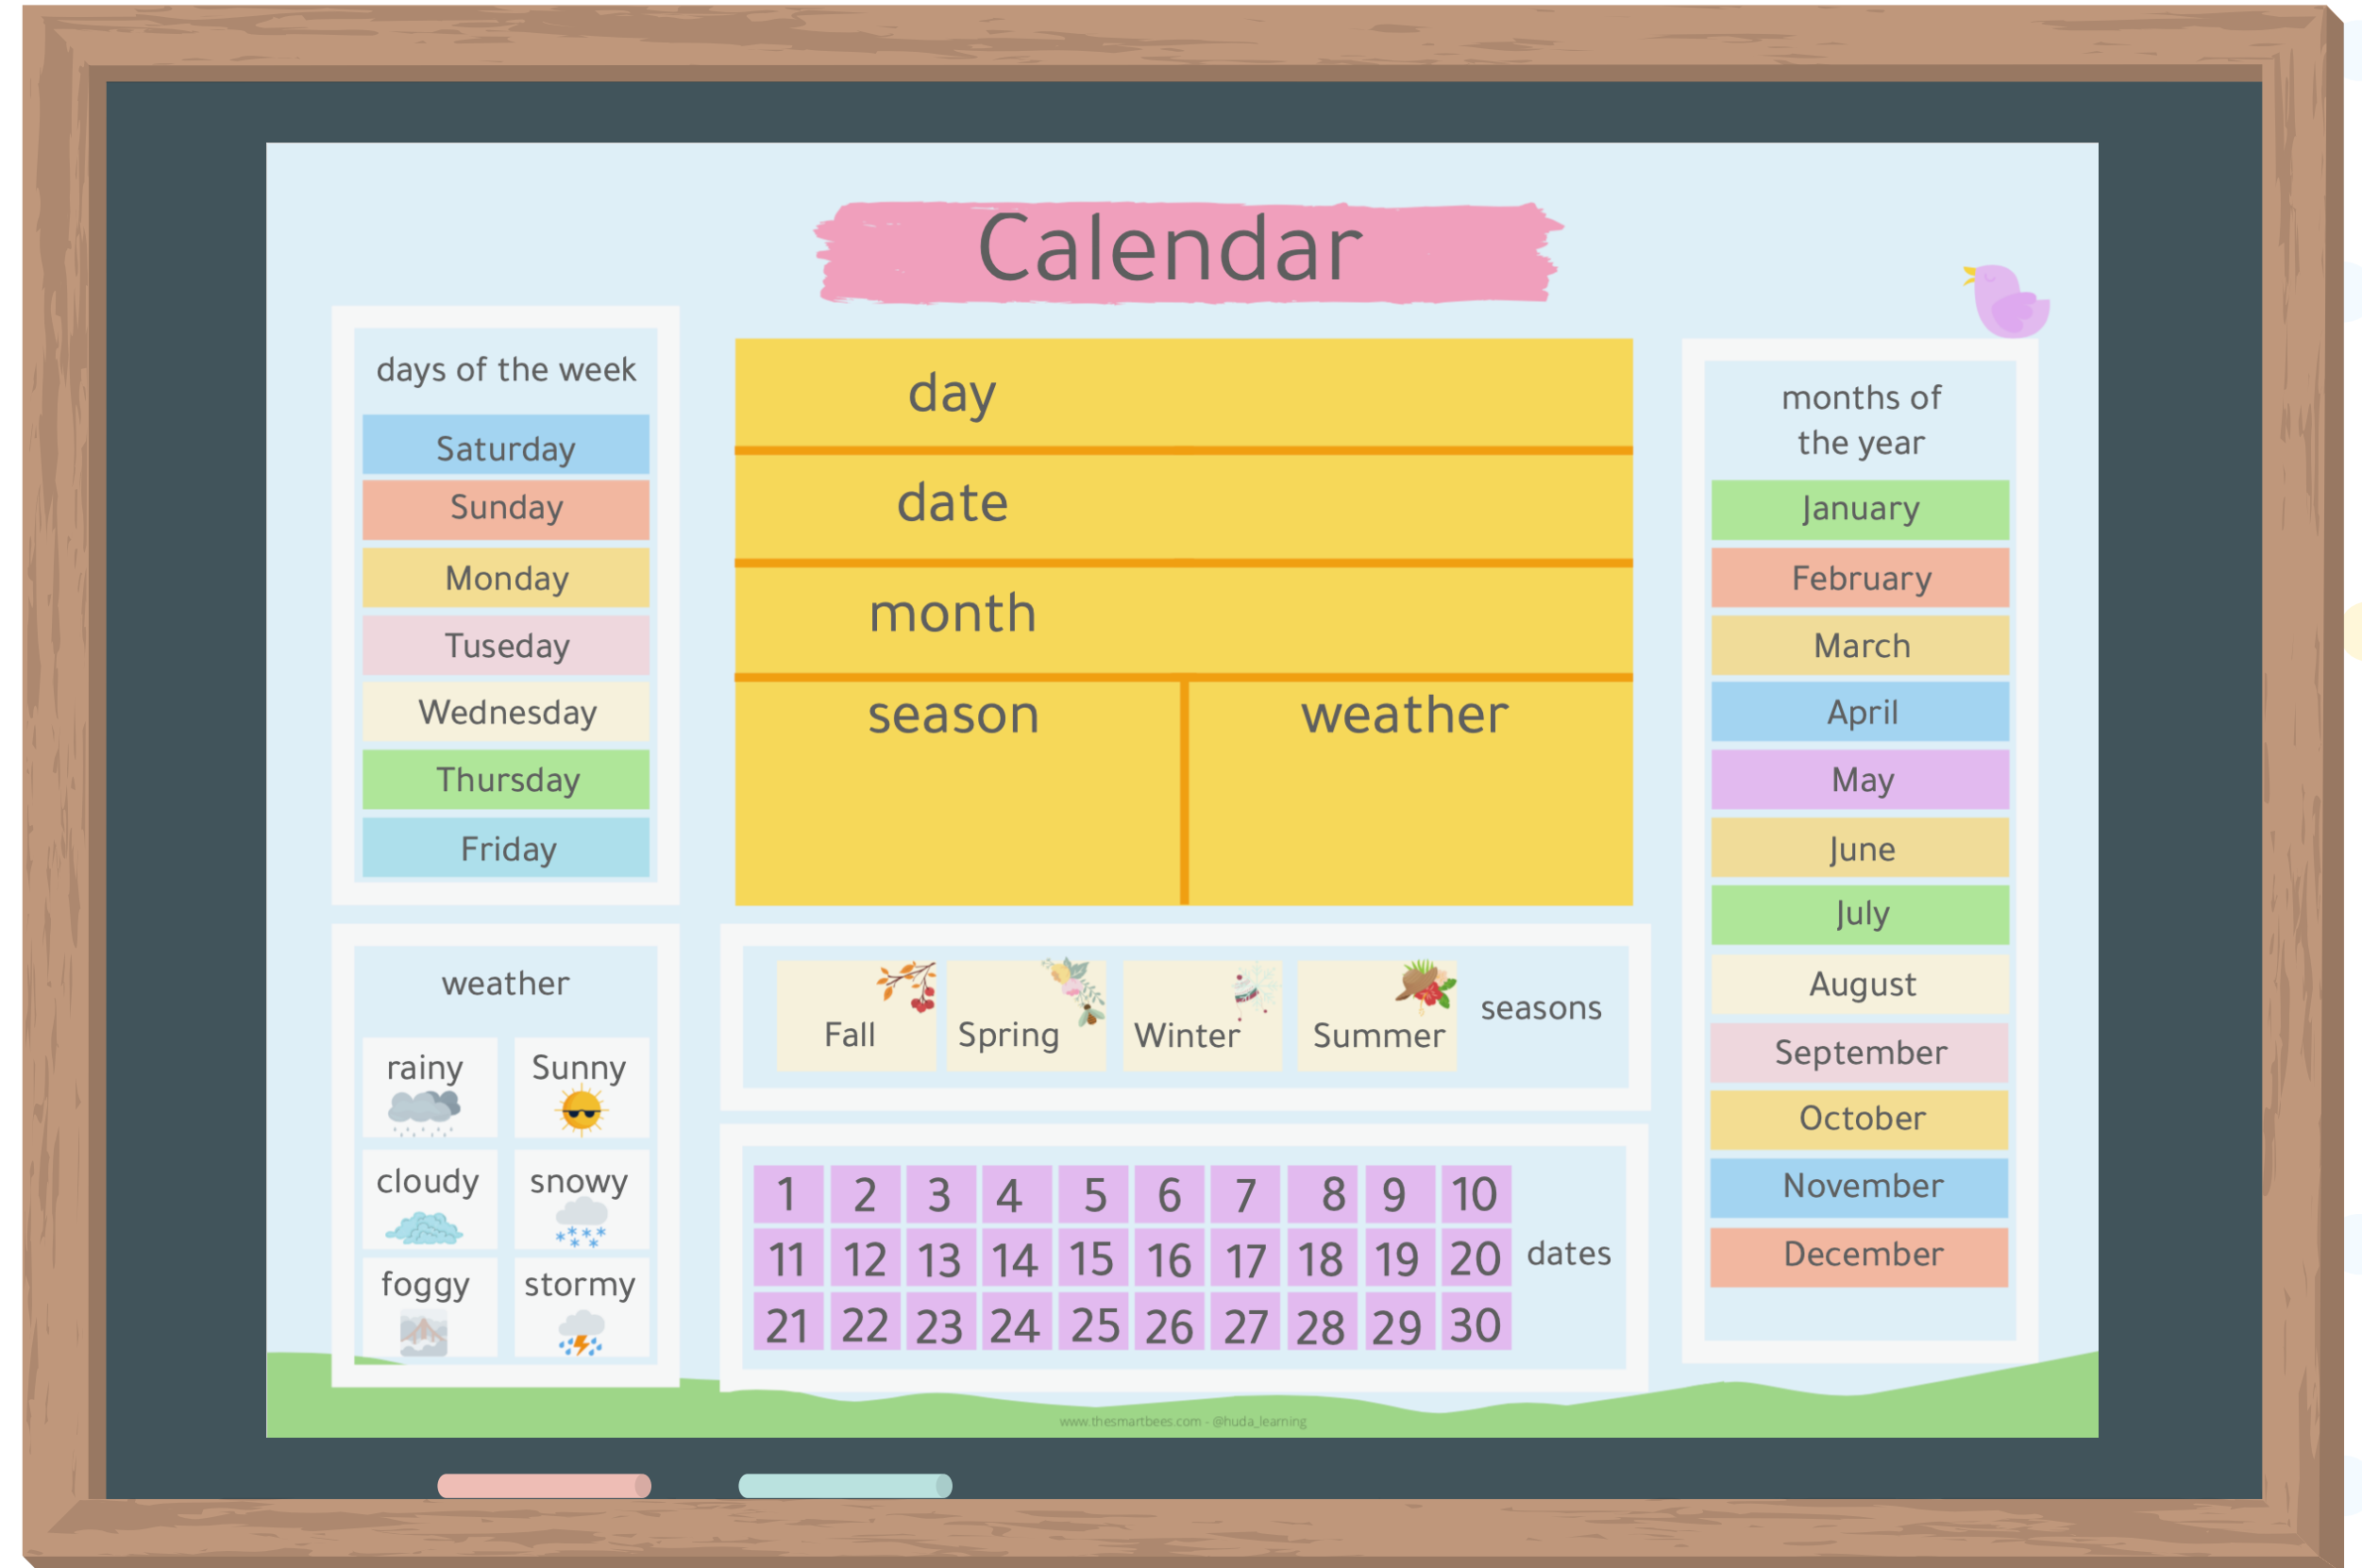 Calendar
days of the week
Saturday
Sunday
Monday
Tuseday
Wednesday
Thursday
Friday
day
date
month
season weather
months of
the year
January
February
March
April
May
June
July
August
September
October
November
December
weather
rainy Sunny
cloudy snowy
foggy stormy
Fall Spring Winter Summer seasons
1 2 3 4 5 6 7 8 9 10
11 12 13 14 15 16 17 18 19 20 dates
21 22 23 24 25 26 27 28 29 30
www.thesmartbees.com - @huda_learning